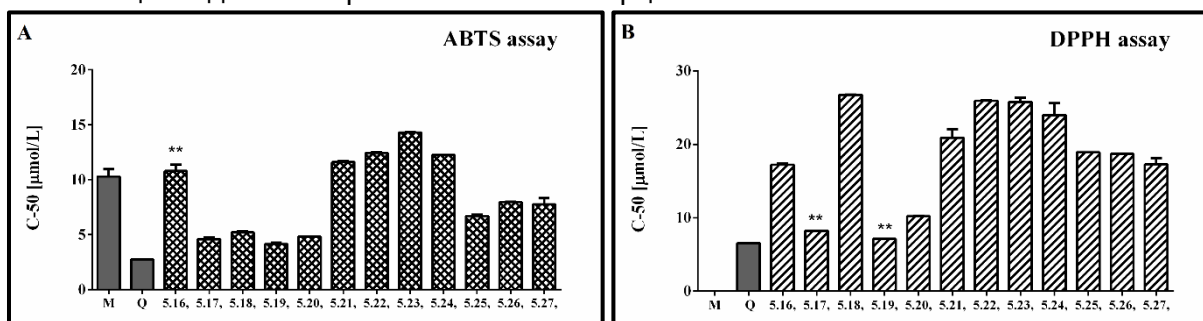 A
ABTS assay
20
15
10
5
0
C-50 [µmol/L]
**
M Q 5.16, 5.17, 5.18, 5.19, 5.20, 5.21, 5.22, 5.23, 5.24, 5.25, 5.26, 5.27,
B
DPPH assay
30
20
10
0
C-50 [µmol/L]
** **
M Q 5.16, 5.17, 5.18, 5.19, 5.20, 5.21, 5.22, 5.23, 5.24, 5.25, 5.26, 5.27,